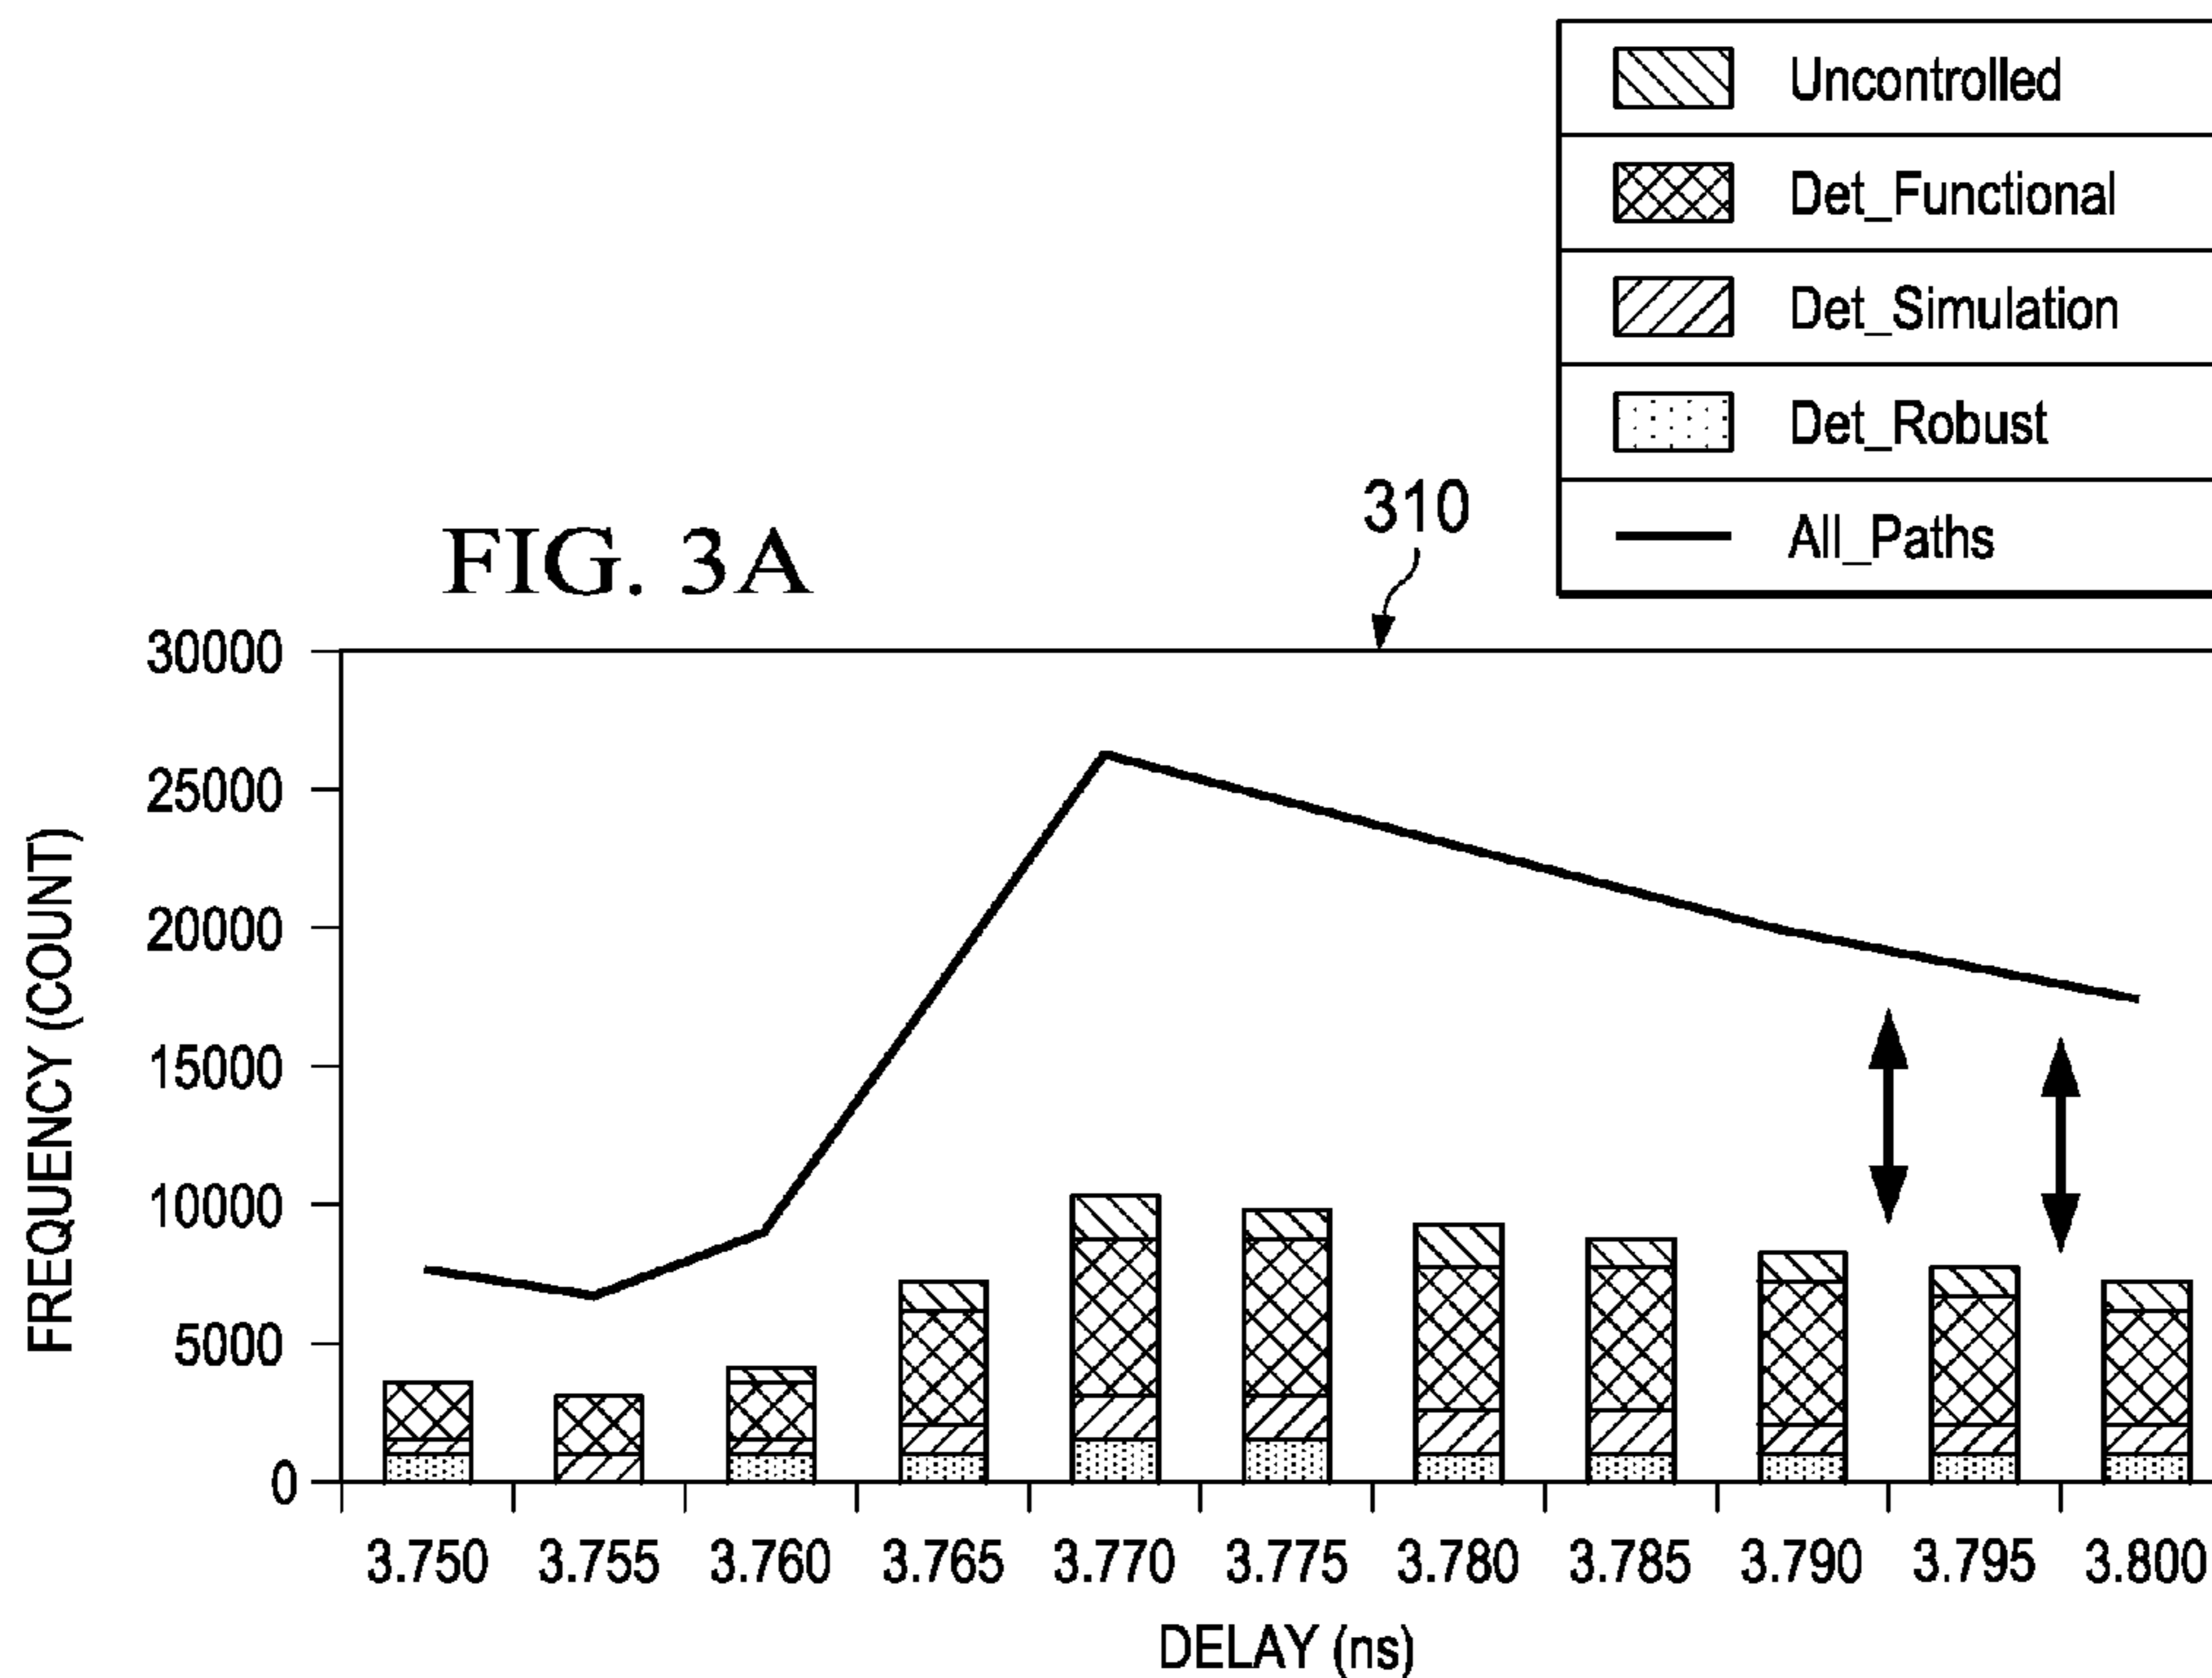 Uncontrolled
Det_Functional
Det_Simulation
Det_Robust
All_Paths
310
FIG. 3A
30000
25000
20000
15000
10000
5000
0
FREQUENCY (COUNT)
3.750 3.755 3.760 3.765 3.770 3.775 3.780 3.785 3.790 3.795 3.800
DELAY (ns)